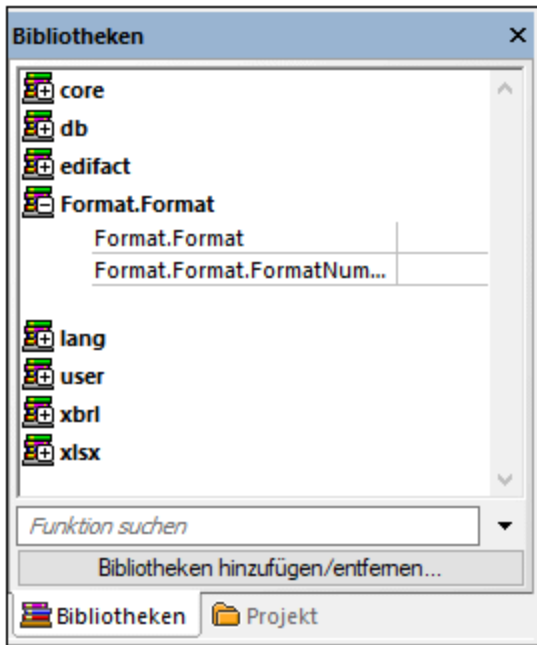 Bibliotheken
core
db
edifact
Format.Format
Format.Format
Format.Format.FormatNum...
lang
user
xbrl
xlsx
Funktion suchen
Bibliotheken hinzufügen/entfernen...
Bibliotheken Projekt